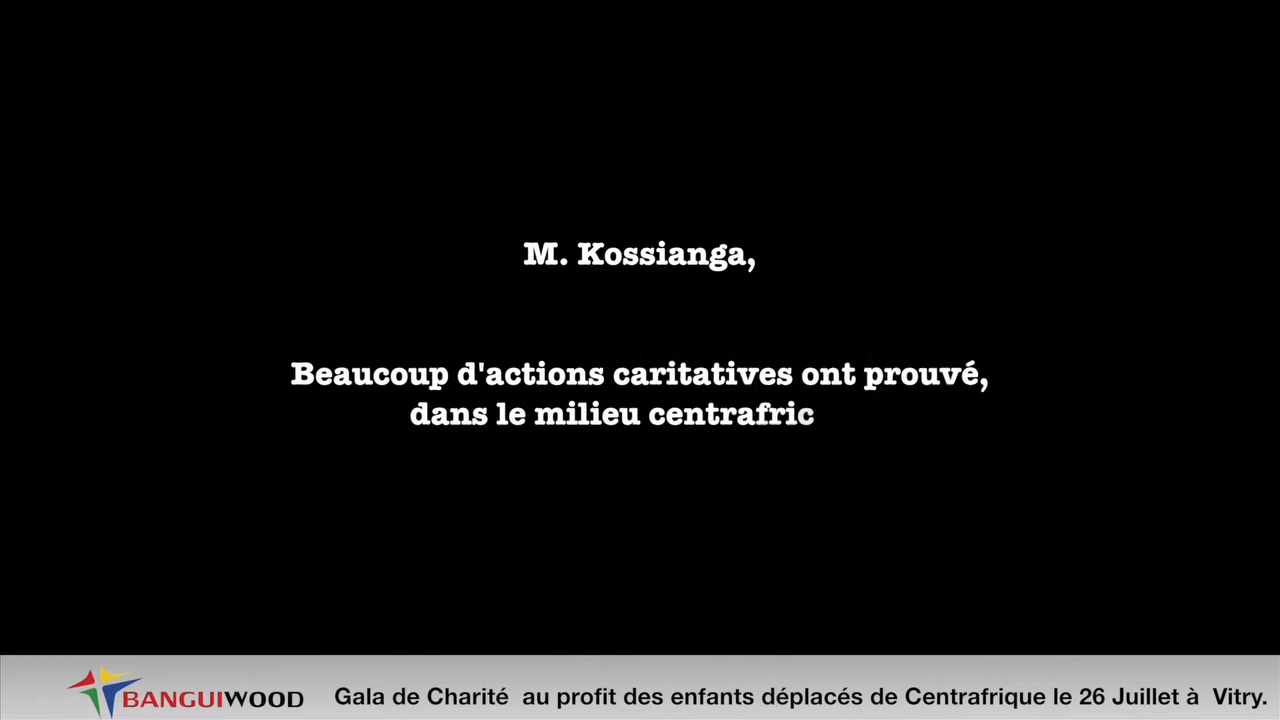 M. Kossianga,
Beaucoup d'actions caritatives ont prouvé,
dans le milieu centrafric
BANGUIWOOD
Gala de Charité au profit des enfants déplacés de Centrafrique le 26 Juillet à Vitry.